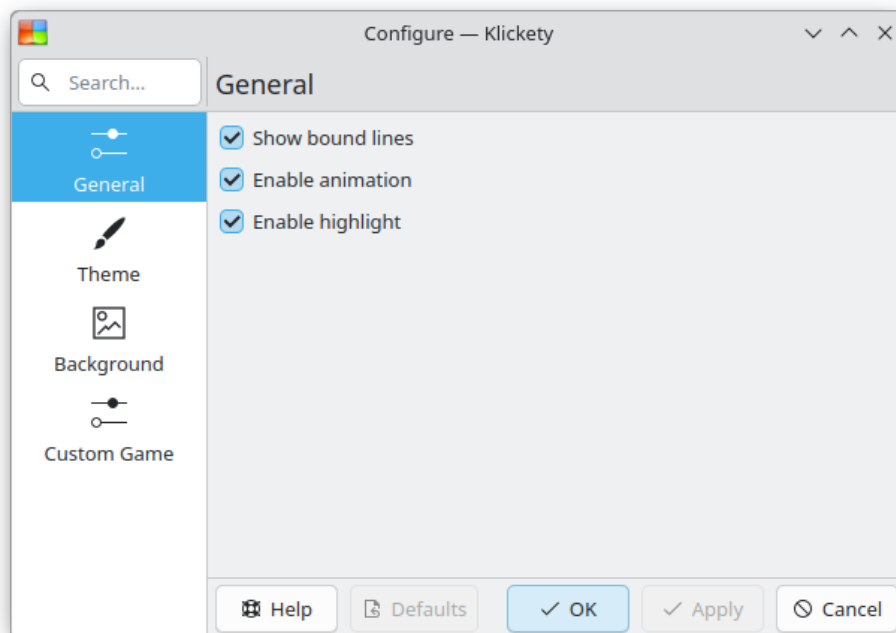 Configure — Klickety
Search...
General
General
Show bound lines
Enable animation
Enable highlight
Theme
Background
Custom Game
Help
Defaults
OK
Apply
Cancel